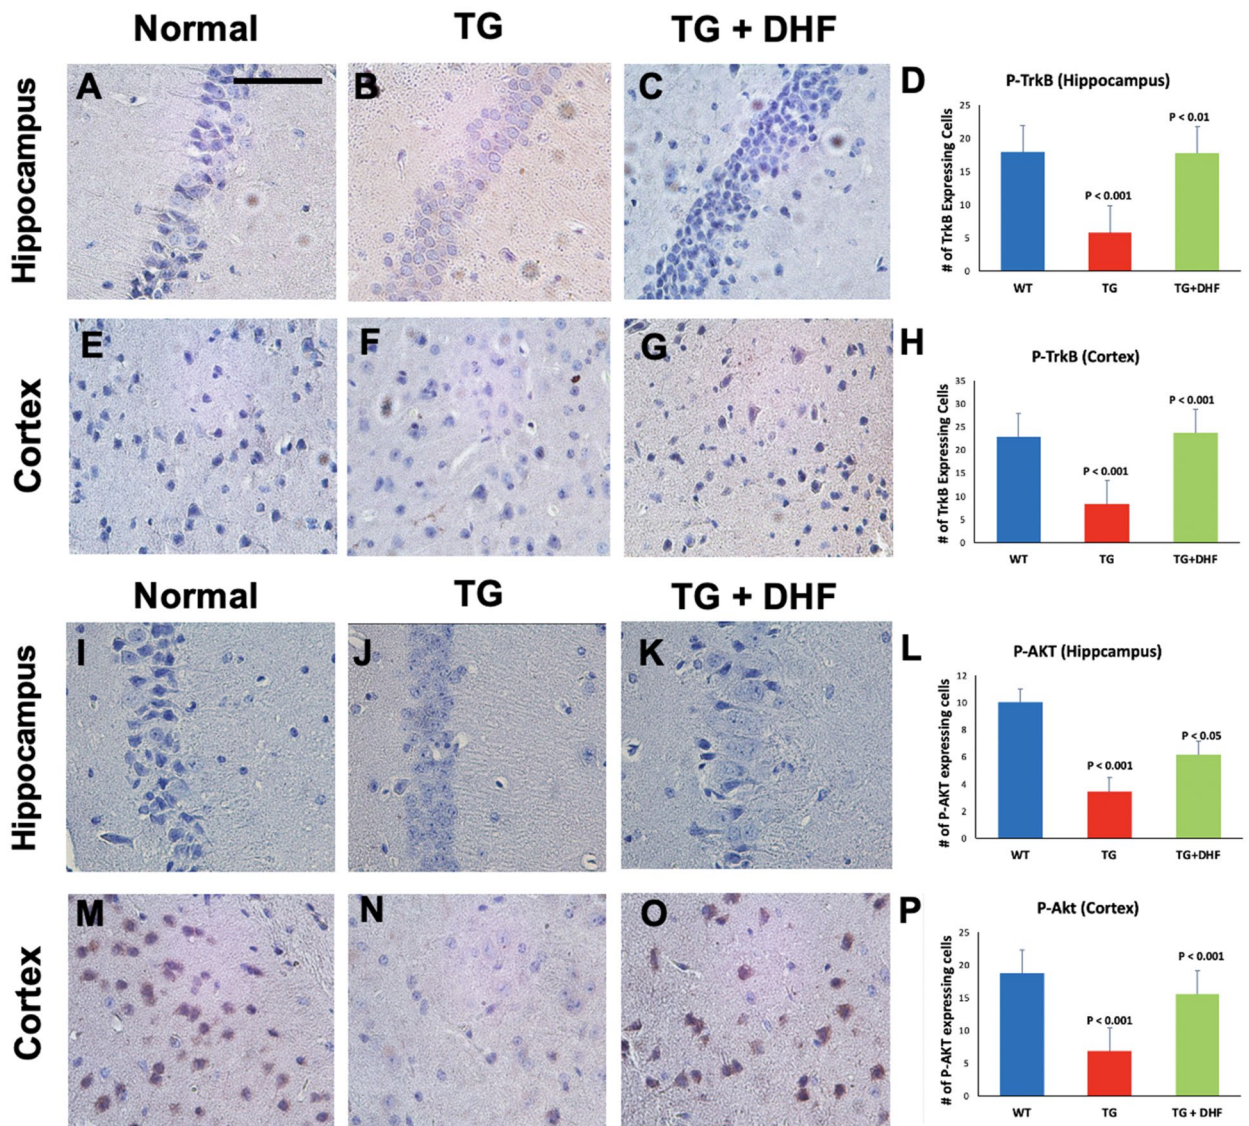 Normal TG TG + DHF
Hippocampus
A B C D
P-TrkB (Hippocampus)
# of TrkB Expressing Cells
25
20
15
10
5
0
P < 0.001
P < 0.01
WT TG TG+DHF
Cortex
E F G H
P-TrkB (Cortex)
# of TrkB Expressing Cells
35
30
25
20
15
10
5
0
P < 0.001
P < 0.001
WT TG TG+DHF
Normal TG TG + DHF
Hippocampus
I J K L
P-AKT (Hippcampus)
# of P-AKT expressing cells
12
10
8
6
4
2
0
P < 0.001
P < 0.05
WT TG TG+DHF
Cortex
M N O P
P-Akt (Cortex)
# of P-AKT expressing cells
25
20
15
10
5
0
P < 0.001
P < 0.001
WT TG TG + DHF